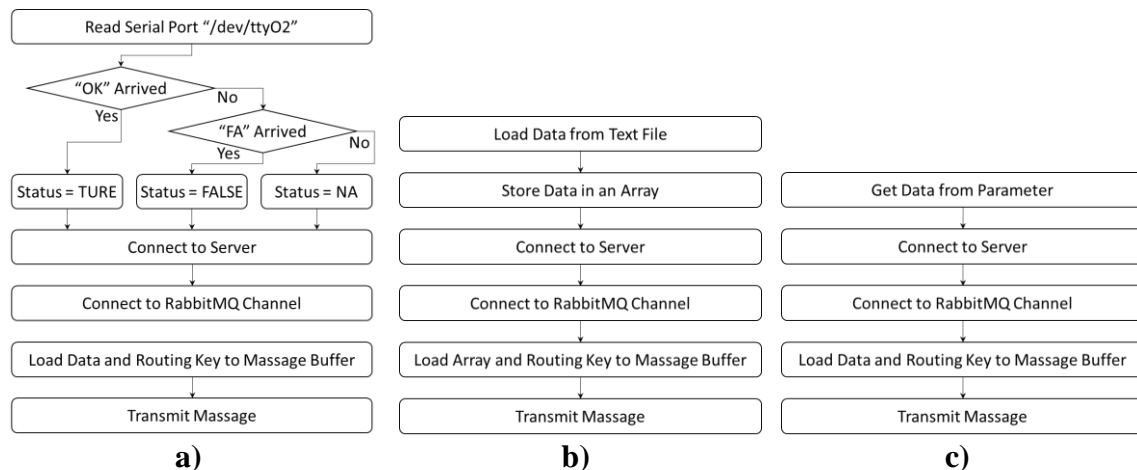 Read Serial Port “/dev/ttyO2”
“OK” Arrived
No
Yes
“FA” Arrived
No
Yes
Status = TURE
Status = FALSE
Status = NA
Connect to Server
Connect to RabbitMQ Channel
Load Data and Routing Key to Massage Buffer
Transmit Massage
a)
Load Data from Text File
Store Data in an Array
Connect to Server
Connect to RabbitMQ Channel
Load Array and Routing Key to Massage Buffer
Transmit Massage
b)
Get Data from Parameter
Connect to Server
Connect to RabbitMQ Channel
Load Data and Routing Key to Massage Buffer
Transmit Massage
c)